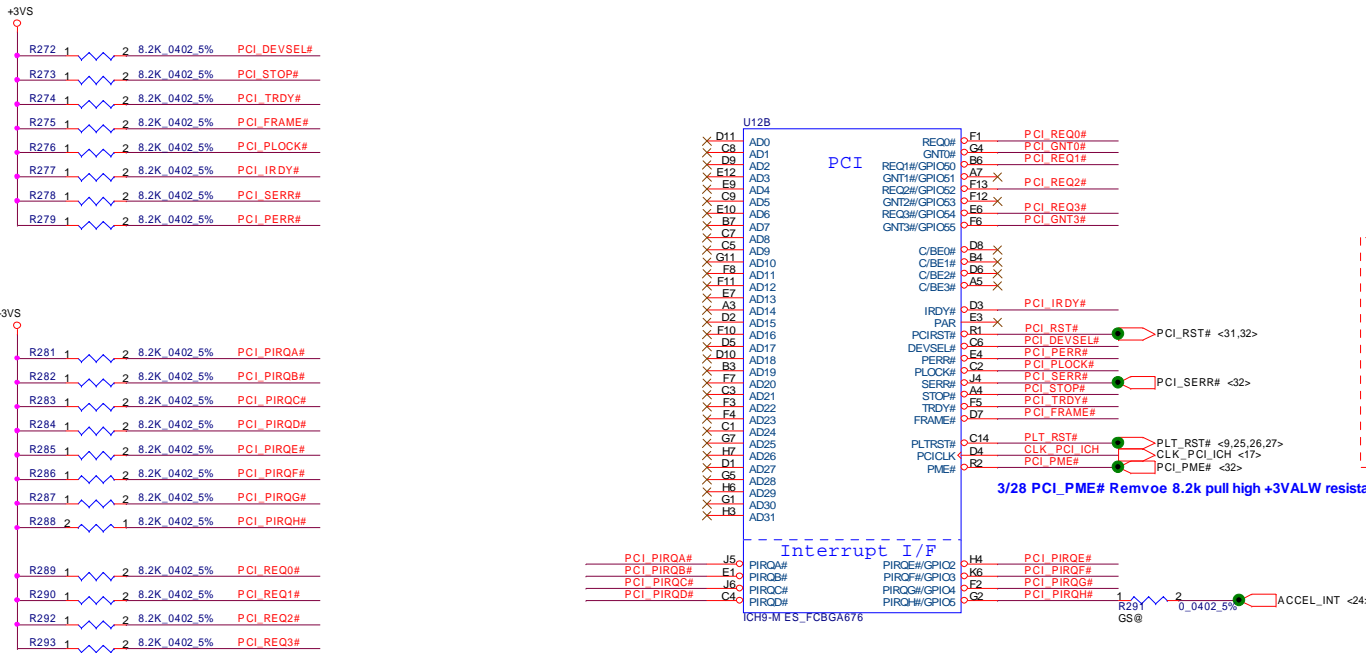 +3VS
R272 1 2 8.2K_0402_5% PCI_DEVSEL#
R273 1 2 8.2K_0402_5% PCI_STOP#
R274 1 2 8.2K_0402_5% PCI_TRDY#
R275 1 2 8.2K_0402_5% PCI_FRAME#
R276 1 2 8.2K_0402_5% PCI_PLOCK#
R277 1 2 8.2K_0402_5% PCI_IRDY#
R278 1 2 8.2K_0402_5% PCI_SERR#
R279 1 2 8.2K_0402_5% PCI_PERR#
+3VS
R281 1 2 8.2K_0402_5% PCI_PIRQA#
R282 1 2 8.2K_0402_5% PCI_PIRQB#
R283 1 2 8.2K_0402_5% PCI_PIRQC#
R284 1 2 8.2K_0402_5% PCI_PIRQD#
R285 1 2 8.2K_0402_5% PCI_PIRQE#
R286 1 2 8.2K_0402_5% PCI_PIRQF#
R287 1 2 8.2K_0402_5% PCI_PIRQG#
R288 2 1 8.2K_0402_5% PCI_PIRQH#
R289 1 2 8.2K_0402_5% PCI_REQ0#
R290 1 2 8.2K_0402_5% PCI_REQ1#
R292 1 2 8.2K_0402_5% PCI_REQ2#
R293 1 2 8.2K_0402_5% PCI_REQ3#
U12B
PCI
D11 AD0
C8 AD1
D9 AD2
E12 AD3
E9 AD4
C9 AD5
E10 AD6
B7 AD7
C7 AD8
C5 AD9
G11 AD10
F8 AD11
F11 AD12
E7 AD13
A3 AD14
D2 AD15
F10 AD16
D5 AD17
D10 AD18
B3 AD19
F7 AD20
C3 AD21
F3 AD22
F4 AD23
C1 AD24
G7 AD25
H7 AD26
D1 AD27
G5 AD28
H6 AD29
G1 AD30
H3 AD31
REQ0# F1 PCI_REQ0#
GNT0# G4 PCI_GNT0#
REQ1#/GPIO50 B6 PCI_REQ1#
GNT1#/GPIO51 A7
REQ2#/GPIO52 F13 PCI_REQ2#
GNT2#/GPIO53 F12
REQ3#/GPIO54 E6 PCI_REQ3#
GNT3#/GPIO55 F6 PCI_GNT3#
C/BE0# D8
C/BE1# B4
C/BE2# D6
C/BE3# A5
IRDY# D3 PCI_IRDY#
PAR E3
PCIRST# R1 PCI_RST# PCI_RST# <31,32>
DEVSEL# C6 PCI_DEVSEL#
PERR# E4 PCI_PERR#
PLOCK# C2 PCI_PLOCK#
SERR# J4 PCI_SERR# PCI_SERR# <32>
STOP# A4 PCI_STOP#
TRDY# F5 PCI_TRDY#
FRAME# D7 PCI_FRAME#
PLTRST# C14 PLT_RST# PLT_RST# <9,25,26,27>
PCICLK D4 CLK_PCI_ICH CLK_PCI_ICH <17>
PME# R2 PCI_PME# PCI_PME# <32>
3/28 PCI_PME# Remvoe 8.2k pull high +3VALW resista
Interrupt I/F
PCI_PIRQA# J5 PIRQA# PIRQE#/GPIO2 H4 PCI_PIRQE#
PCI_PIRQB# E1 PIRQB# PIRQF#/GPIO3 K6 PCI_PIRQF#
PCI_PIRQC# J6 PIRQC# PIRQG#/GPIO4 F2 PCI_PIRQG#
PCI_PIRQD# C4 PIRQD# PIRQH#/GPIO5 G2 PCI_PIRQH#
1 2
R291 0_0402_5% ACCEL_INT <24
GS@
ICH9-M ES_FCBGA676